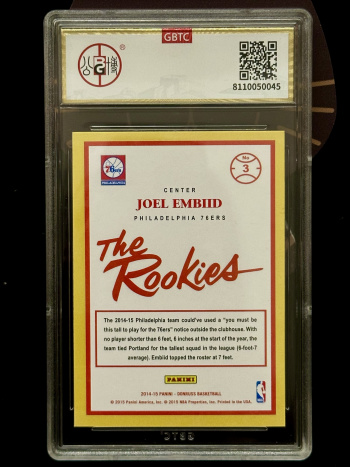 GBTC
®
8110050045
76ers
PHILADELPHIA
No
3
CENTER
JOEL EMBIID
PHILADELPHIA 76ERS
The
Rookies
The 2014-15 Philadelphia team could've used a "you must be
this tall to play for the 76ers" notice outside the clubhouse. With
no player shorter than 6 feet, 6 inches at the start of the year, the
team tied Portland for the tallest squad in the league (6-foot-7
average). Embiid topped the roster at 7 feet.
PANINI
2014-15 PANINI - DONRUSS BASKETBALL
© 2015 Panini America, Inc. © 2015 NBA Properties, Inc. Printed in the USA.
NBA